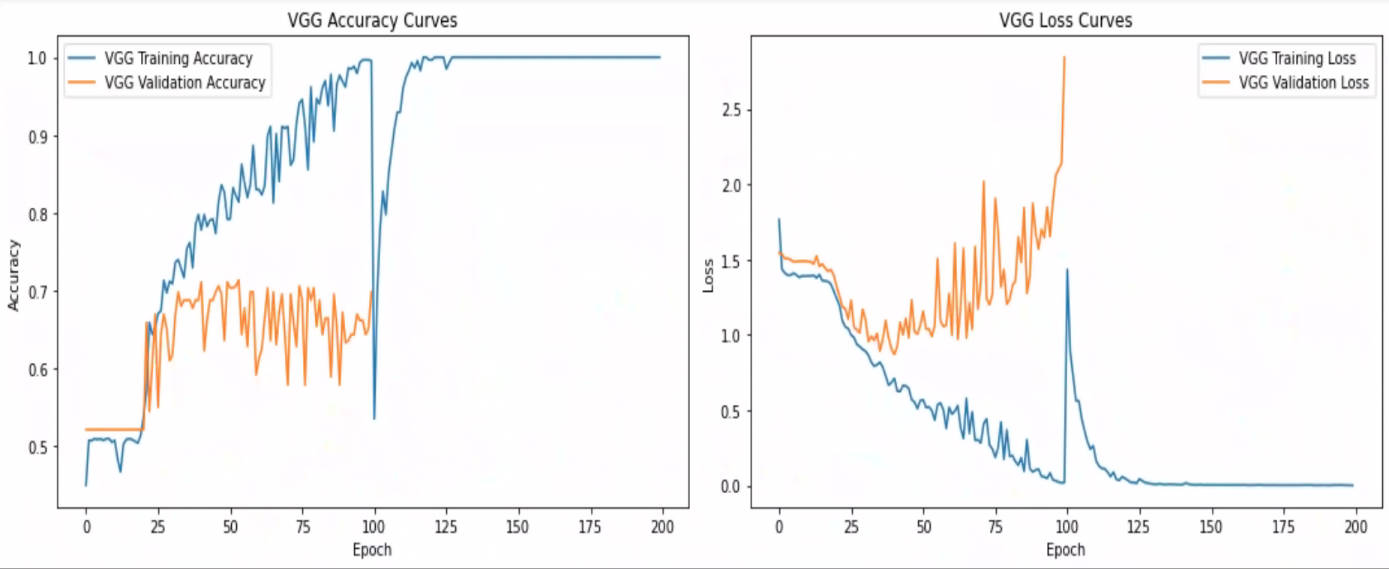 VGG Accuracy Curves
VGG Training Accuracy
VGG Validation Accuracy
Accuracy
1.0
0.9
0.8
0.7
0.6
0.5
0 25 50 75 100 125 150 175 200
Epoch
VGG Loss Curves
VGG Training Loss
VGG Validation Loss
Loss
2.5
2.0
1.5
1.0
0.5
0.0
0 25 50 75 100 125 150 175 200
Epoch